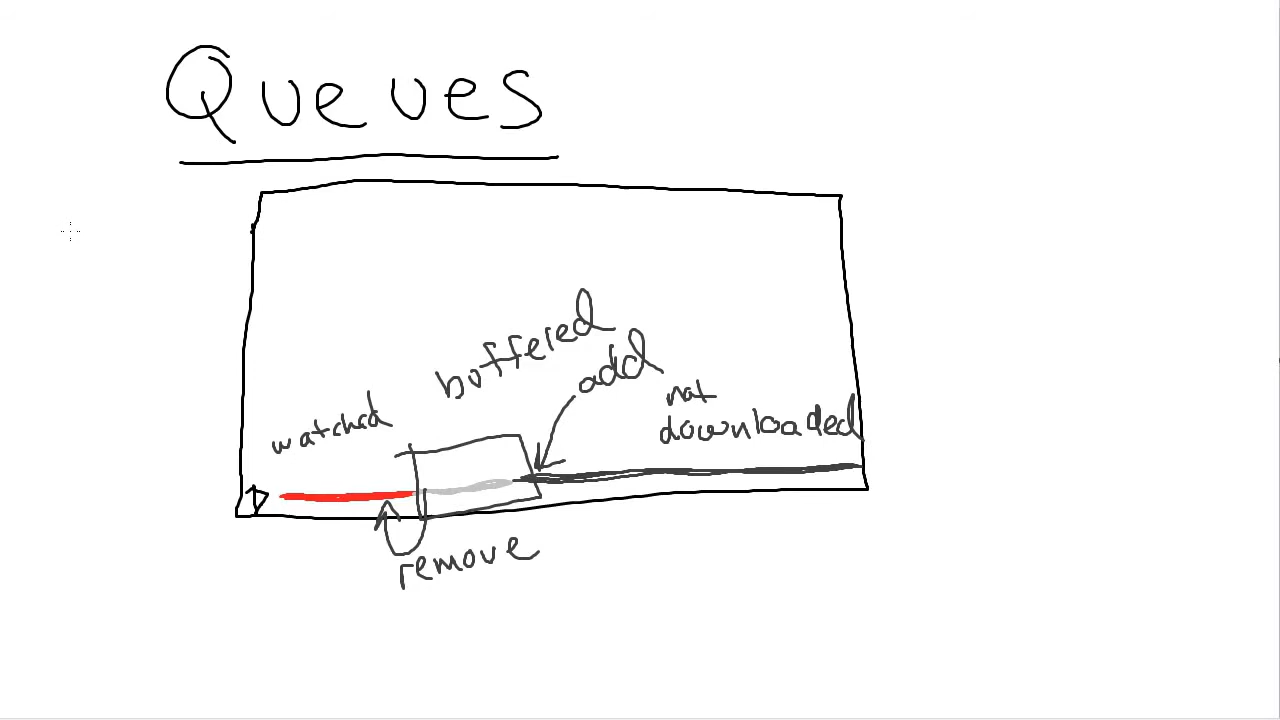 Queues
buffered
add
watched
not
downloaded
remove